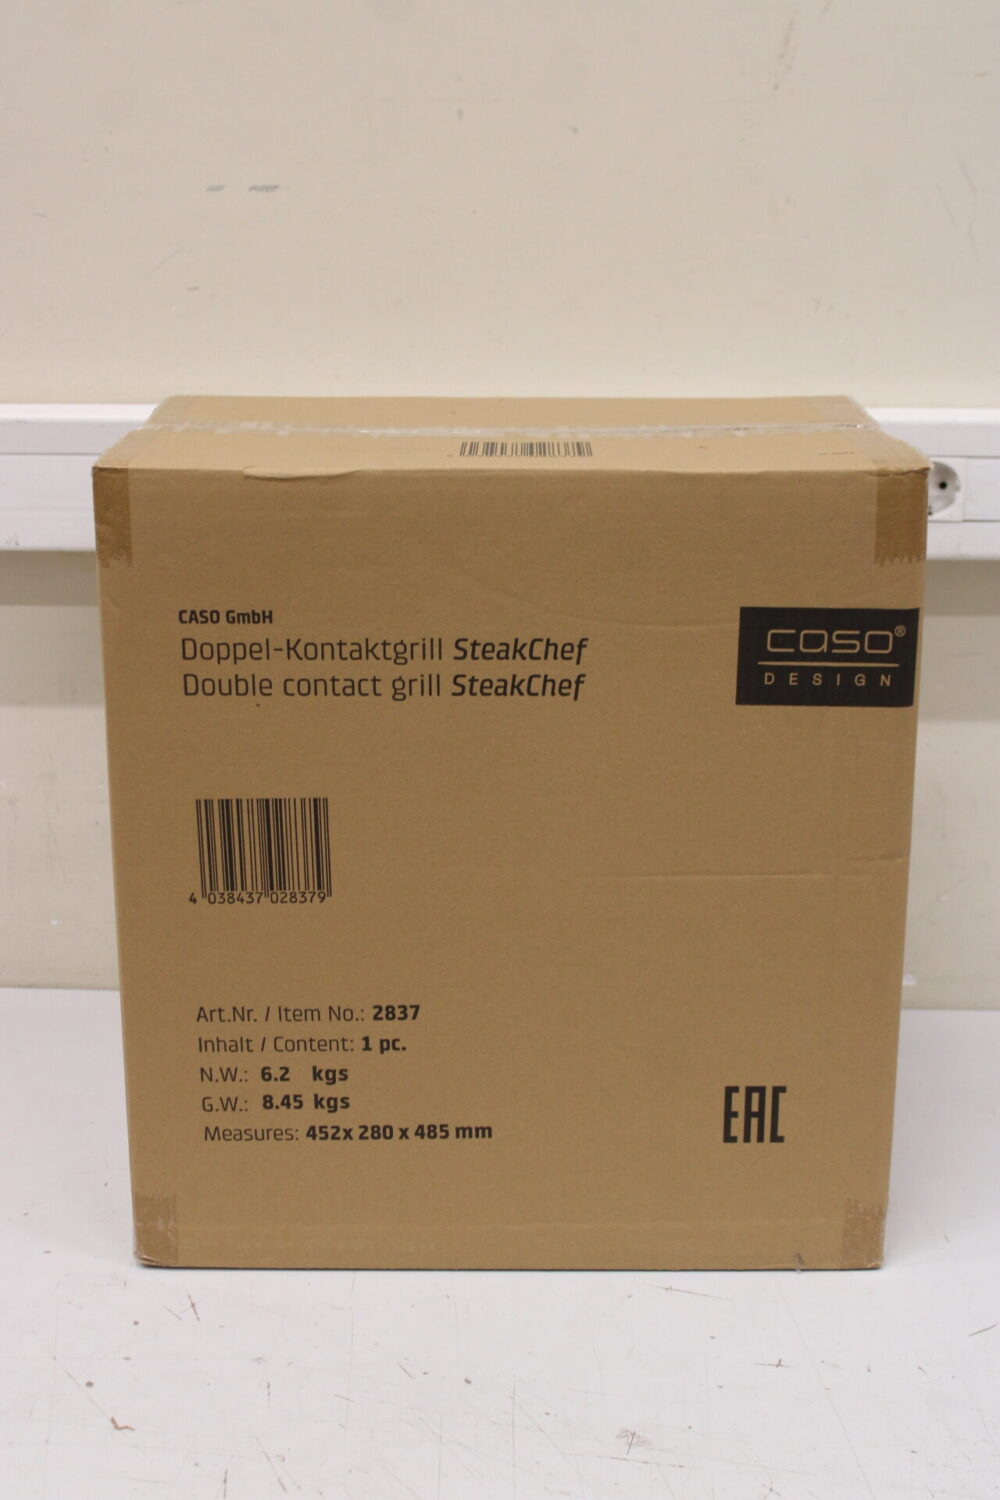 CASO GmbH
Doppel-Kontaktgrill SteakChef
Double contact grill SteakChef
caso®
DESIGN
4 038437 028379
Art.Nr. / Item No.: 2837
Inhalt / Content: 1 pc.
N.W.: 6.2 kgs
G.W.: 8.45 kgs
Measures: 452x 280 x 485 mm
EAC